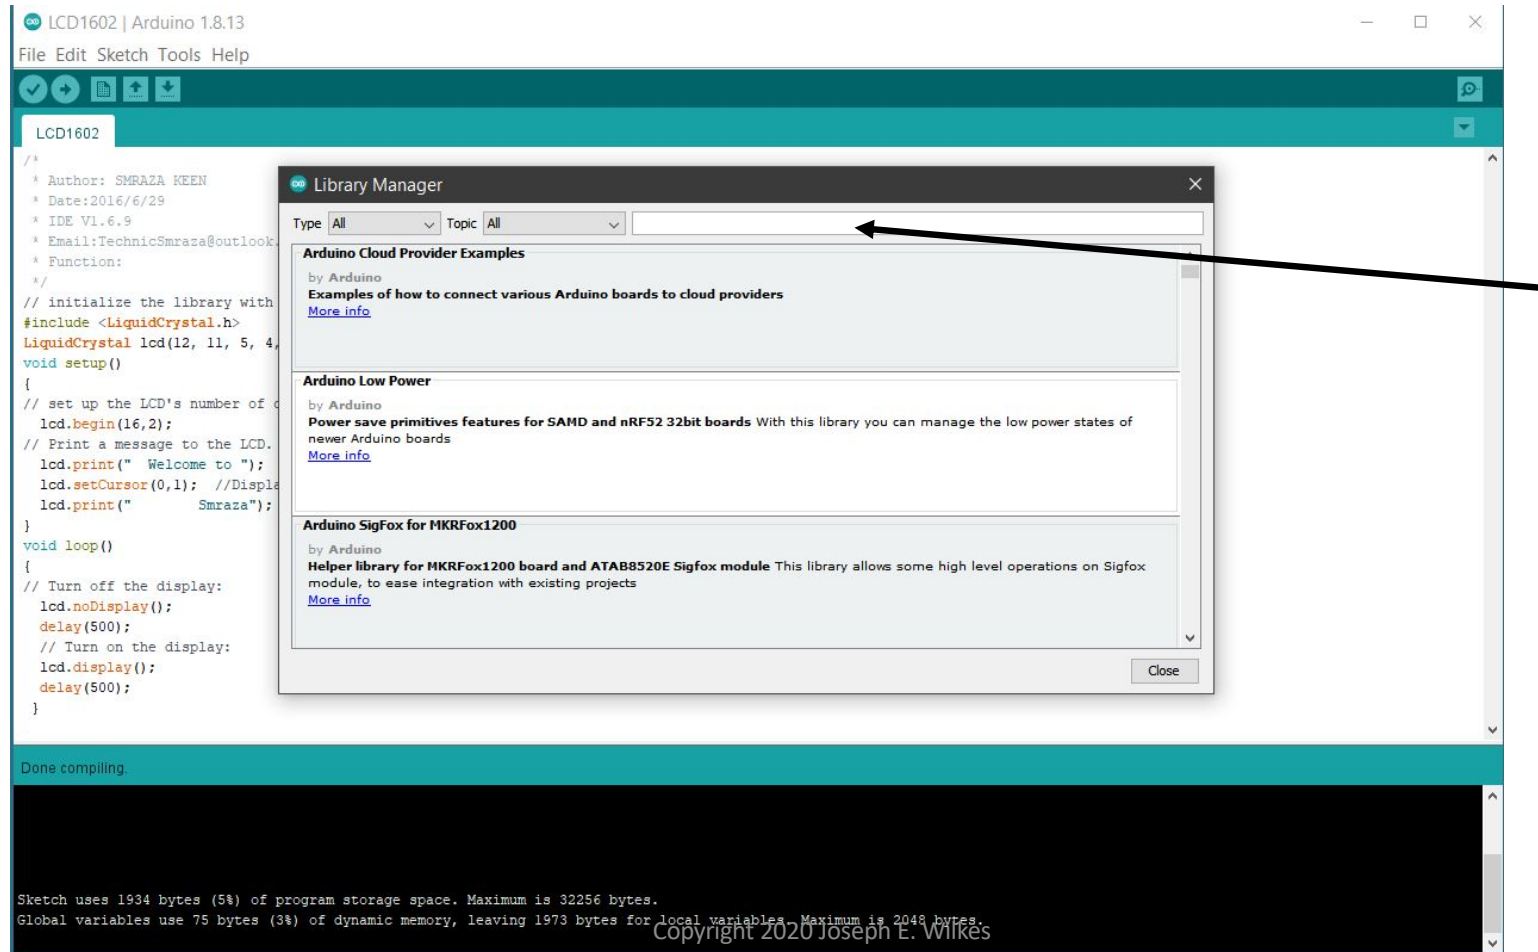 LCD1602 | Arduino 1.8.13
File Edit Sketch Tools Help
LCD1602
/*
* Author: SMRAZA KEEN
* Date:2016/6/29
* IDE V1.6.9
* Email:TechnicSmraza@outlook.
* Function:
*/
// initialize the library with
#include <LiquidCrystal.h>
LiquidCrystal lcd(12, 11, 5, 4,
void setup()
{
// set up the LCD's number of
lcd.begin(16,2);
// Print a message to the LCD.
lcd.print("  Welcome to ");
lcd.setCursor(0,1);  //Displa
lcd.print("        Smraza");
}
void loop()
{
// Turn off the display:
lcd.noDisplay();
delay(500);
// Turn on the display:
lcd.display();
delay(500);
}
Library Manager
Type All Topic All
Arduino Cloud Provider Examples
by Arduino
Examples of how to connect various Arduino boards to cloud providers
More info
Arduino Low Power
by Arduino
Power save primitives features for SAMD and nRF52 32bit boards With this library you can manage the low power states of
newer Arduino boards
More info
Arduino SigFox for MKRFox1200
by Arduino
Helper library for MKRFox1200 board and ATAB8520E Sigfox module This library allows some high level operations on Sigfox
module, to ease integration with existing projects
More info
Close
Done compiling.
Sketch uses 1934 bytes (5%) of program storage space. Maximum is 32256 bytes.
Global variables use 75 bytes (3%) of dynamic memory, leaving 1973 bytes for local variables. Maximum is 2048 bytes.
Copyright 2020 Joseph E. Wilkes